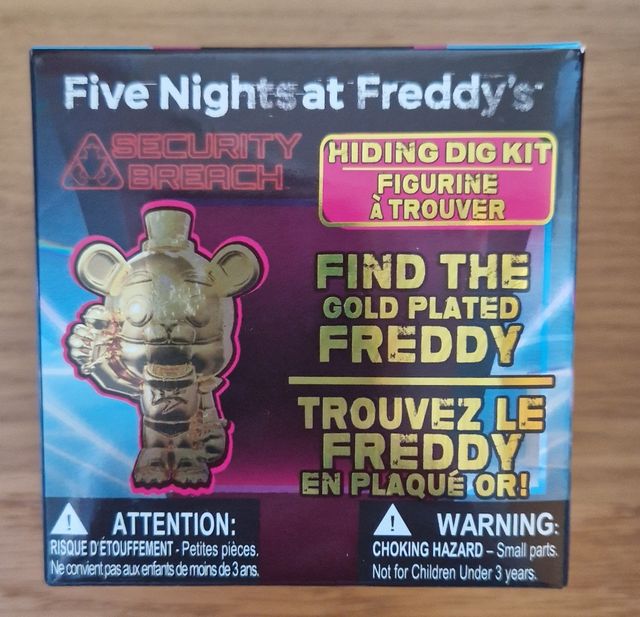 Five Nights at Freddy's
SECURITY
BREACH
HIDING DIG KIT
FIGURINE
À TROUVER
FIND THE
GOLD PLATED
FREDDY
TROUVEZ LE
FREDDY
EN PLAQUÉ OR!
ATTENTION:
RISQUE D'ÉTOUFFEMENT - Petites pièces.
Ne convient pas aux enfants de moins de 3 ans.
WARNING:
CHOKING HAZARD – Small parts.
Not for Children Under 3 years.